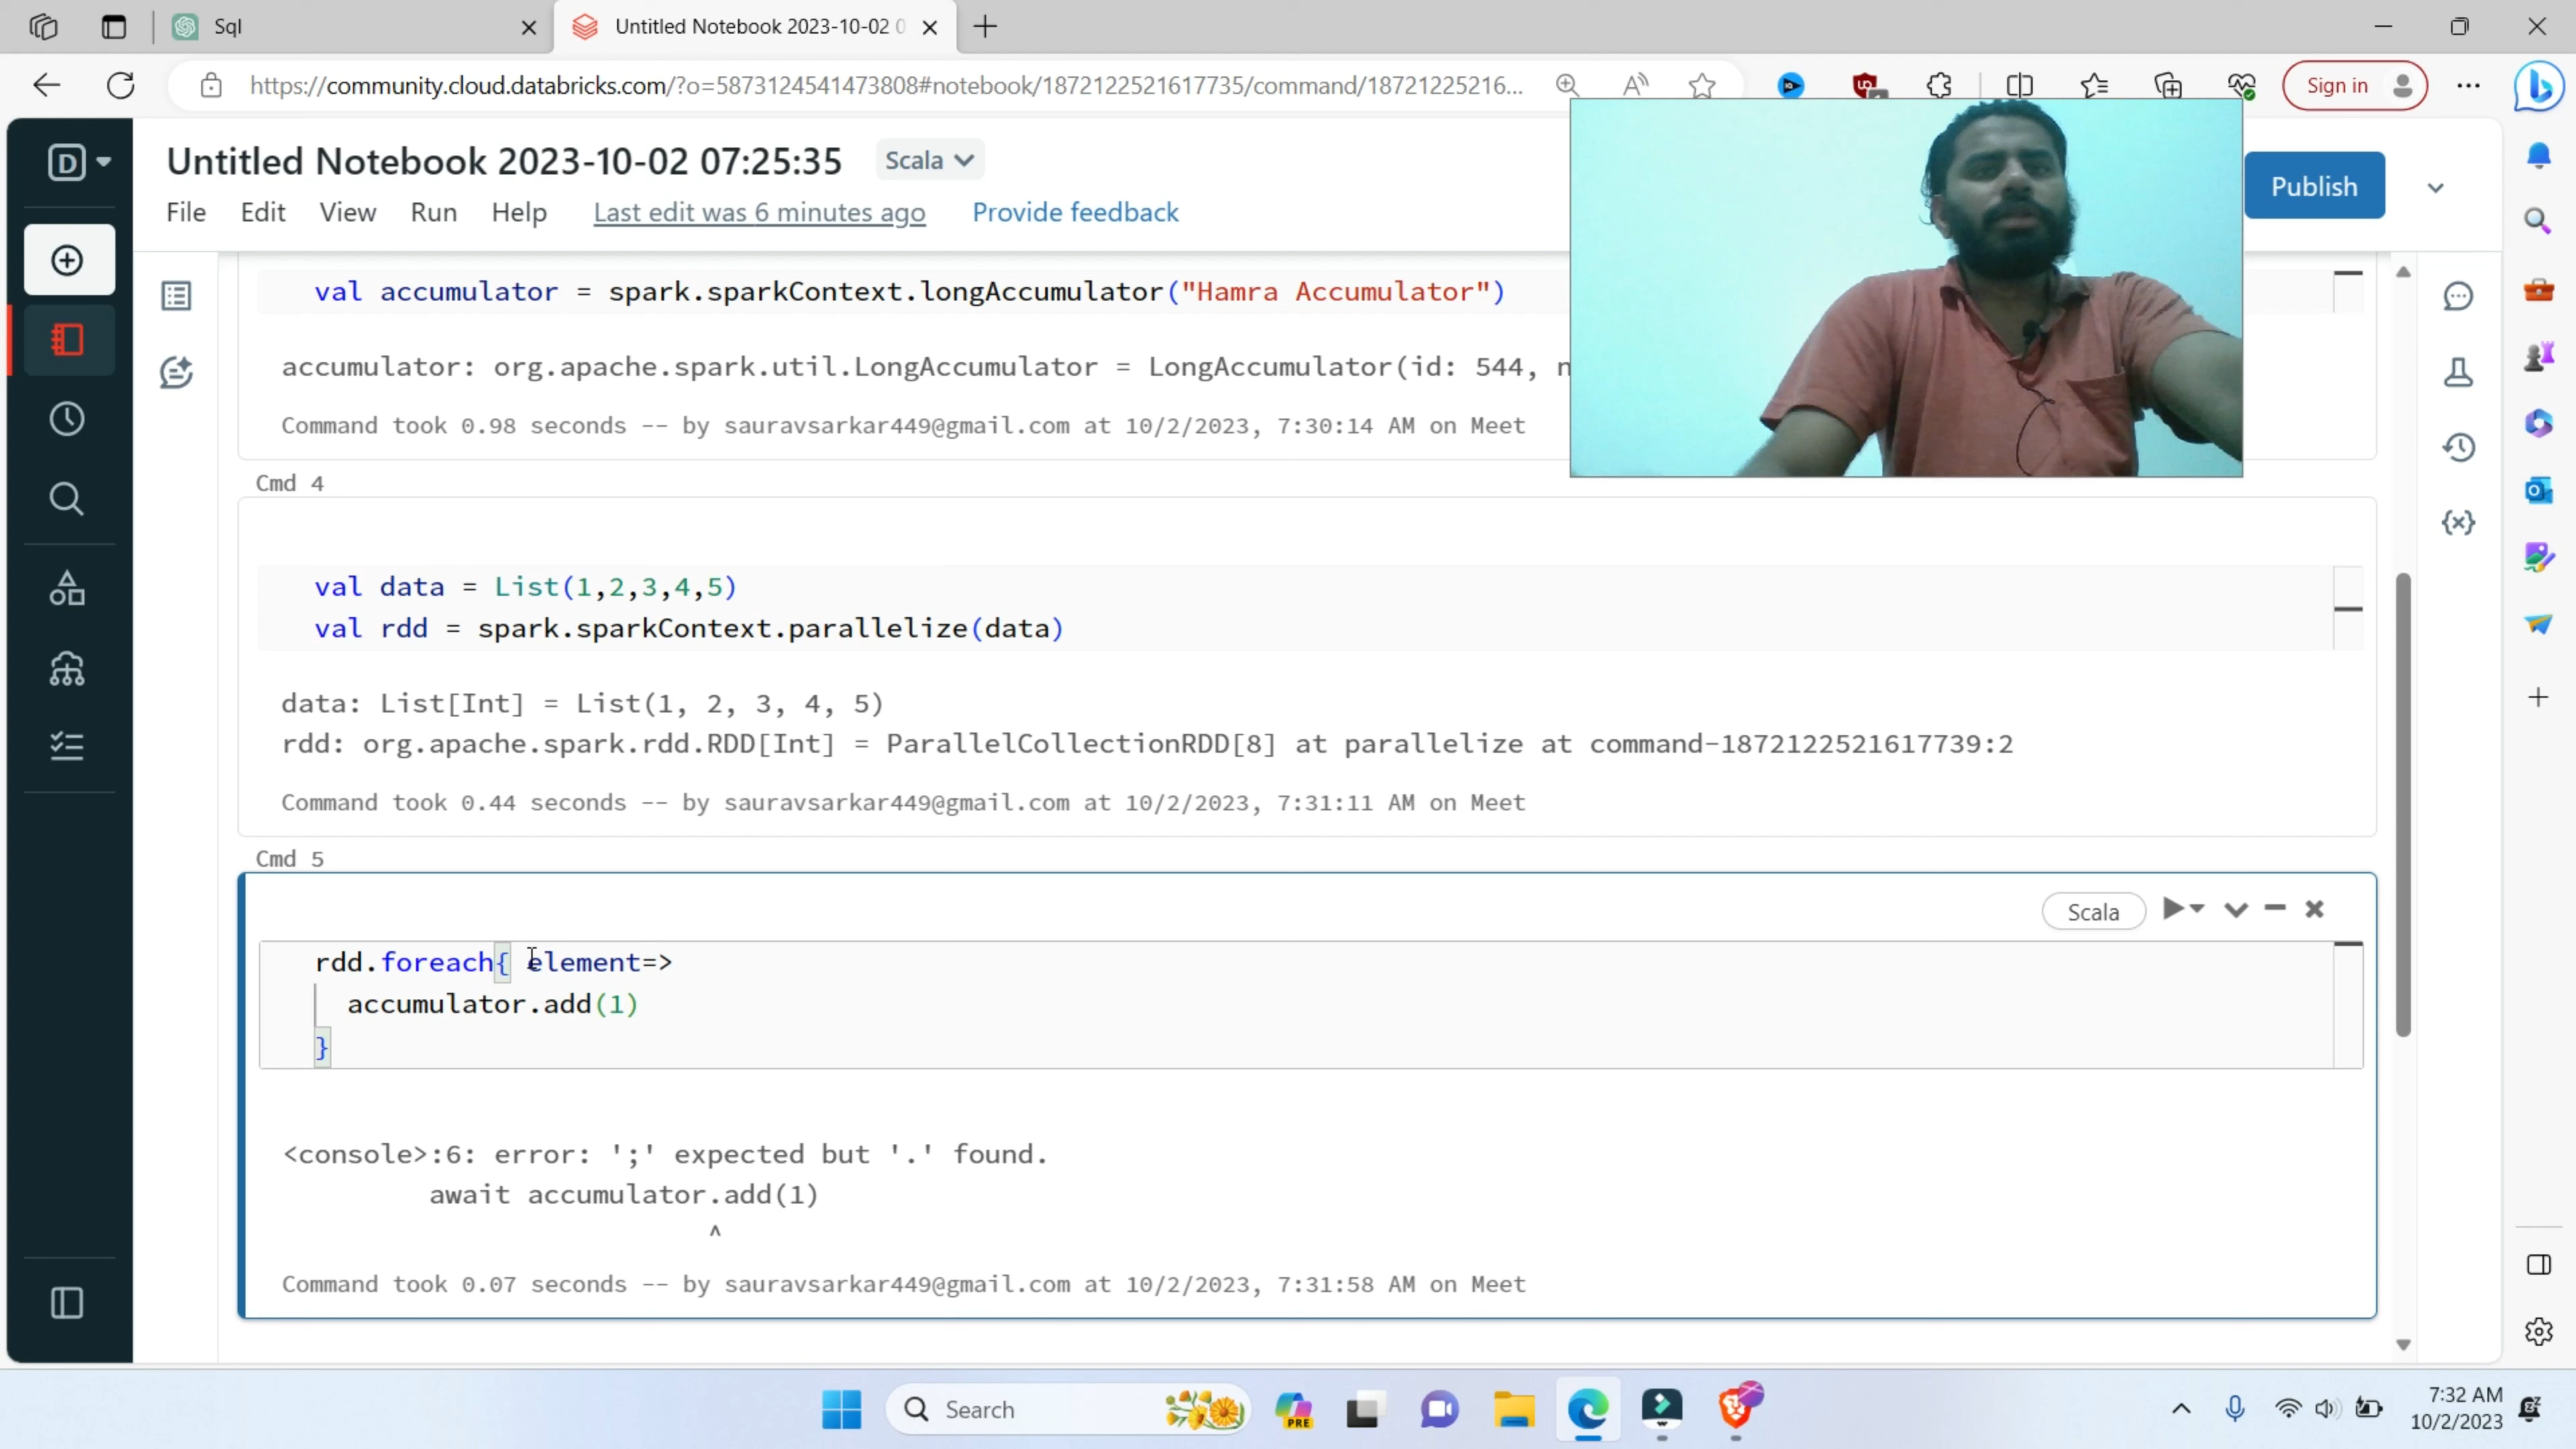 Sql
Untitled Notebook 2023-10-02 0
https://community.cloud.databricks.com/?o=5873124541473808#notebook/1872122521617735/command/18721225216...
Sign in
Untitled Notebook 2023-10-02 07:25:35
Scala
Publish
File Edit View Run Help Last edit was 6 minutes ago Provide feedback
val accumulator = spark.sparkContext.longAccumulator("Hamra Accumulator")
accumulator: org.apache.spark.util.LongAccumulator = LongAccumulator(id: 544, n
Command took 0.98 seconds -- by sauravsarkar449@gmail.com at 10/2/2023, 7:30:14 AM on Meet
Cmd 4
val data = List(1,2,3,4,5)
val rdd = spark.sparkContext.parallelize(data)
data: List[Int] = List(1, 2, 3, 4, 5)
rdd: org.apache.spark.rdd.RDD[Int] = ParallelCollectionRDD[8] at parallelize at command-1872122521617739:2
Command took 0.44 seconds -- by sauravsarkar449@gmail.com at 10/2/2023, 7:31:11 AM on Meet
Cmd 5
Scala
rdd.foreach{ element=>
accumulator.add(1)
}
<console>:6: error: ';' expected but '.' found.
await accumulator.add(1)
^
Command took 0.07 seconds -- by sauravsarkar449@gmail.com at 10/2/2023, 7:31:58 AM on Meet
Search
PRE
7:32 AM
10/2/2023